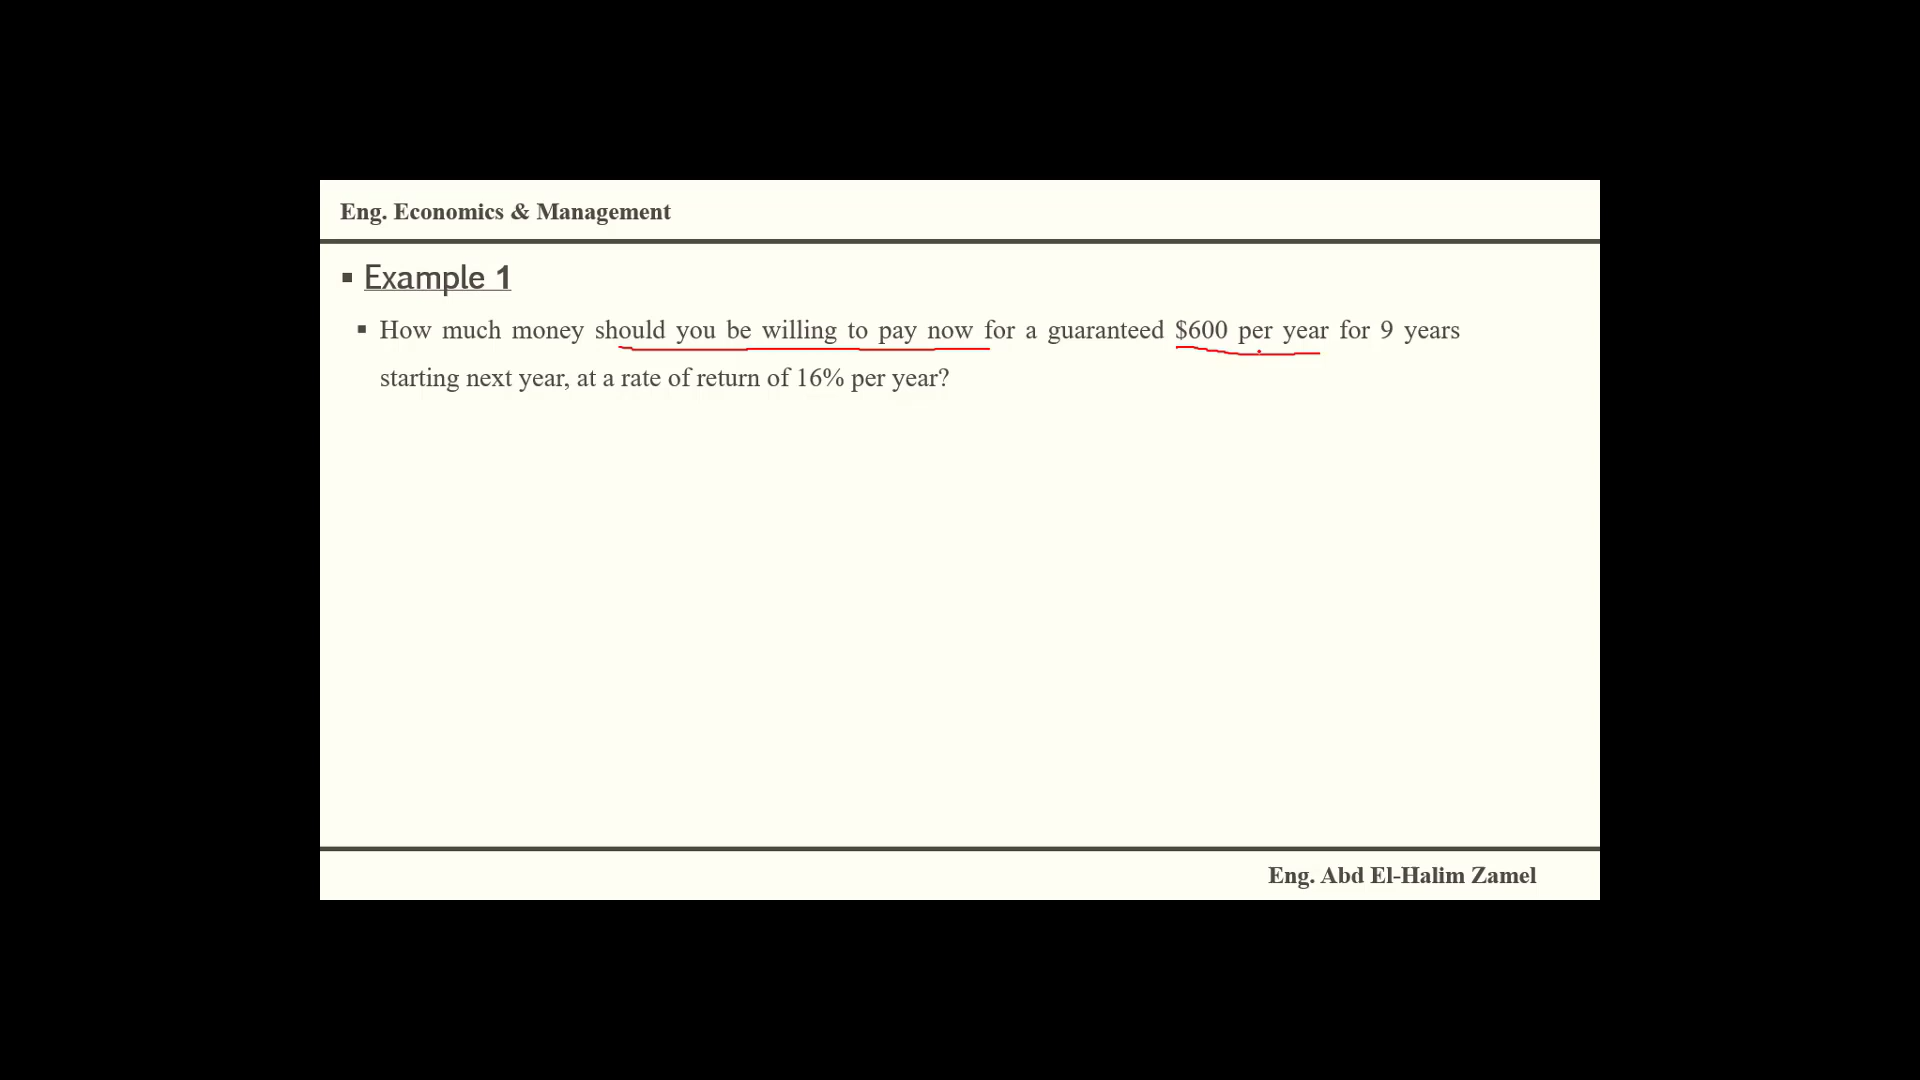 Eng. Economics & Management
▪ Example 1
▪ How much money should you be willing to pay now for a guaranteed $600 per year for 9 years
starting next year, at a rate of return of 16% per year?
Eng. Abd El-Halim Zamel